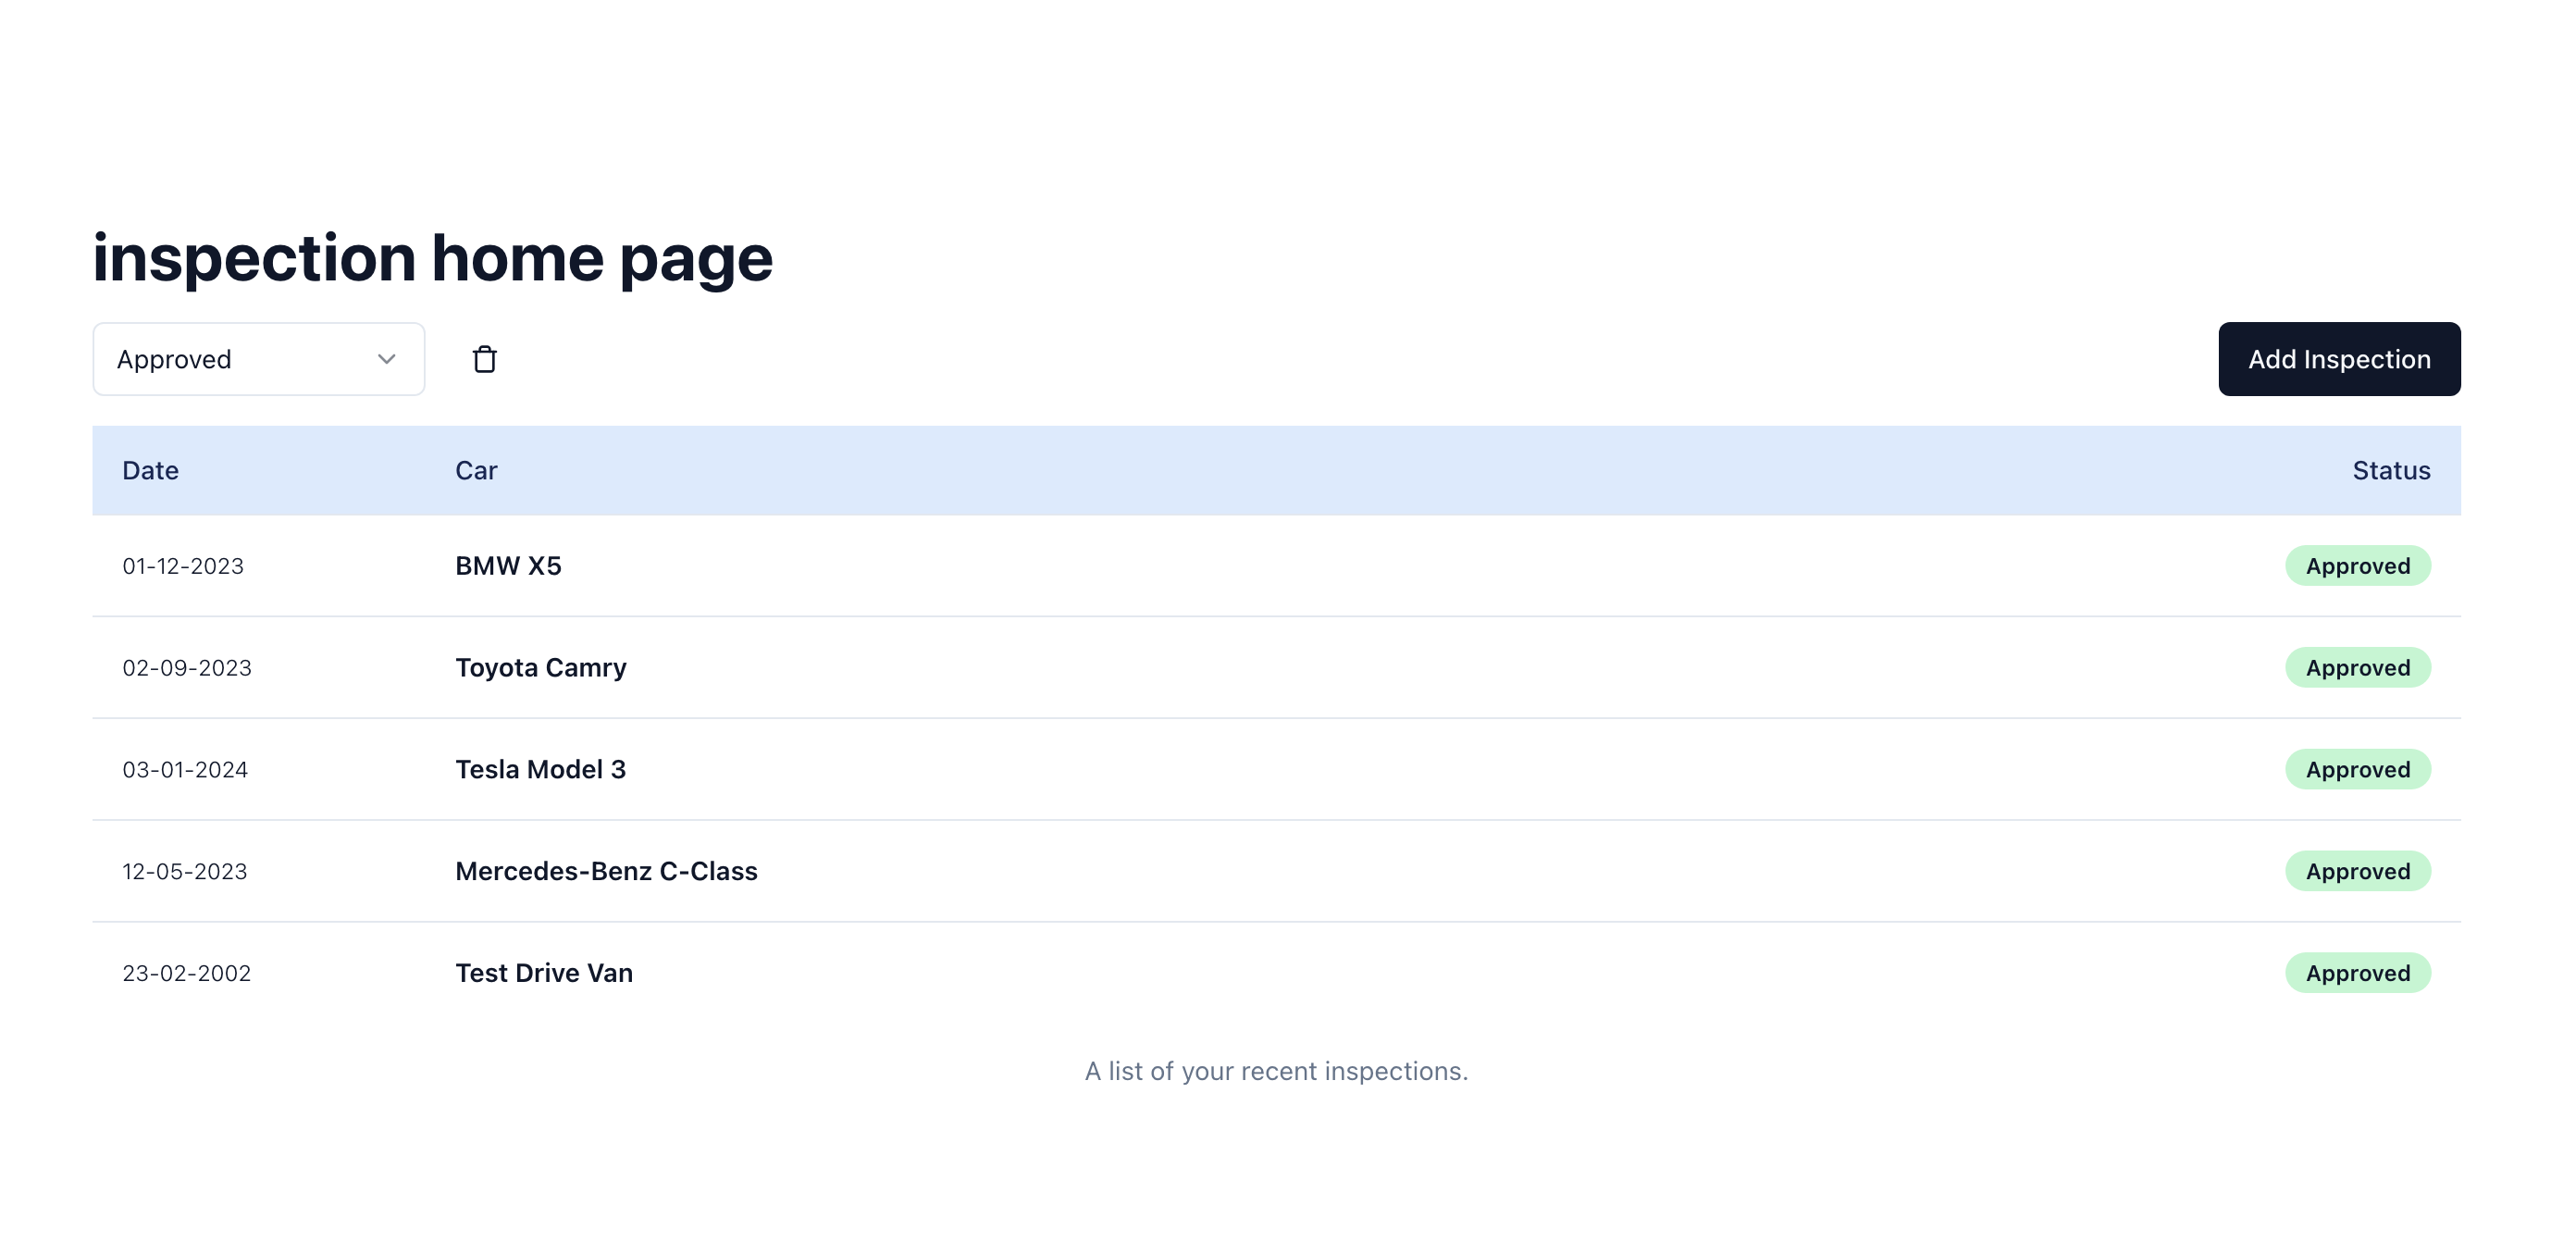 inspection home page
Approved
Add Inspection
Date Car Status
01-12-2023 BMW X5 Approved
02-09-2023 Toyota Camry Approved
03-01-2024 Tesla Model 3 Approved
12-05-2023 Mercedes-Benz C-Class Approved
23-02-2002 Test Drive Van Approved
A list of your recent inspections.